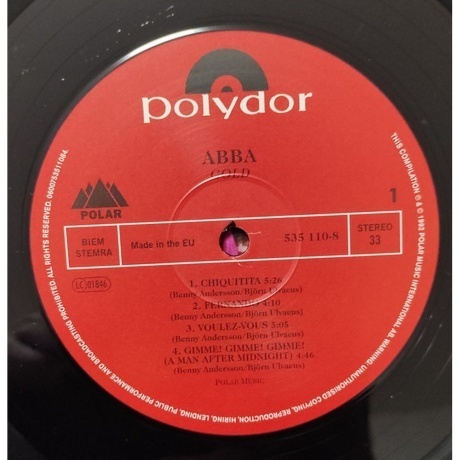 polydor
ABBA
GOLD
POLAR
1
BIEM
STEMRA
Made in the EU
535 110-8
STEREO
33
LC 01846
1. CHIQUITITA 5:26
(Benny Andersson/Björn Ulvaeus)
2. FERNANDO 4:10
(Benny Andersson/Björn Ulvaeus)
3. VOULEZ-VOUS 5:05
(Benny Andersson/Björn Ulvaeus)
4. GIMME! GIMME! GIMME!
(A MAN AFTER MIDNIGHT) 4:46
(Benny Andersson/Björn Ulvaeus)
POLAR MUSIC
THIS COMPILATION ℗ & © 1992 POLAR MUSIC INTERNATIONAL AB. WARNING: UNAUTHORISED COPYING, REPRODUCTION, HIRING, LENDING, PUBLIC PERFORMANCE AND BROADCASTING PROHIBITED. ALL RIGHTS RESERVED. 0600753511064.